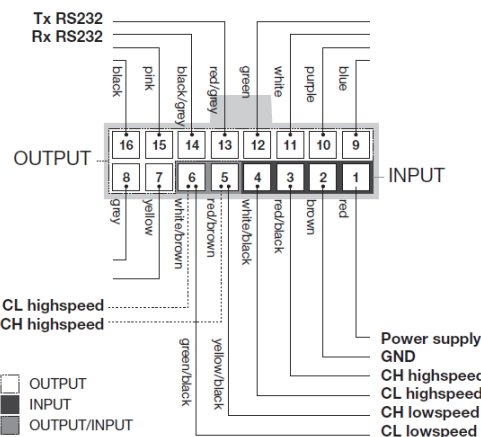 Tx RS232
Rx RS232
black
pink
black/grey
red/grey
green
white
purple
blue
16 15 14 13 12 11 10 9
OUTPUT
INPUT
8 7 6 5 4 3 2 1
grey
yellow
white/brown
red/brown
white/black
red/black
brown
red
CL highspeed
CH highspeed
green/black
yellow/black
Power supply
GND
CH highspeed
CL highspeed
CH lowspeed
CL lowspeed
OUTPUT
INPUT
OUTPUT/INPUT